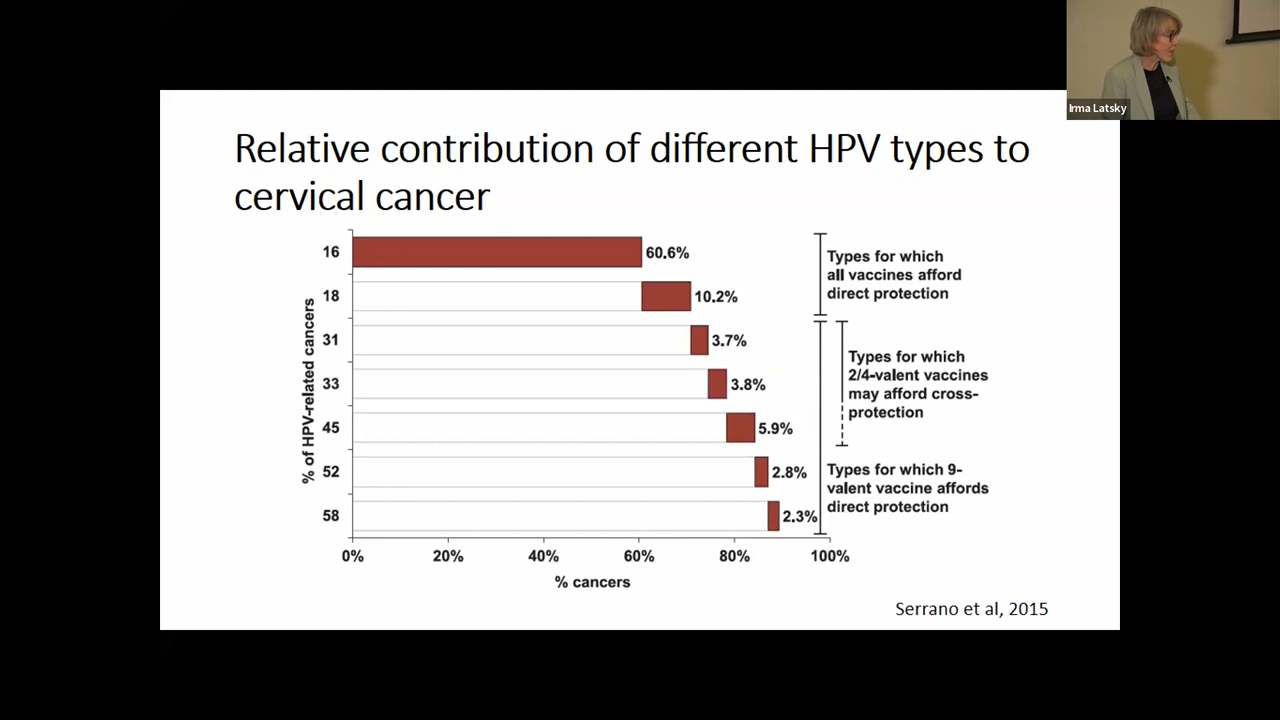 Irma Latsky
Relative contribution of different HPV types to
cervical cancer
% of HPV-related cancers
16
60.6%
18
10.2%
31
3.7%
33
3.8%
45
5.9%
52
2.8%
58
2.3%
0%
20%
40%
60%
80%
100%
% cancers
Types for which
all vaccines afford
direct protection
Types for which
2/4-valent vaccines
may afford cross-
protection
Types for which 9-
valent vaccine affords
direct protection
Serrano et al, 2015